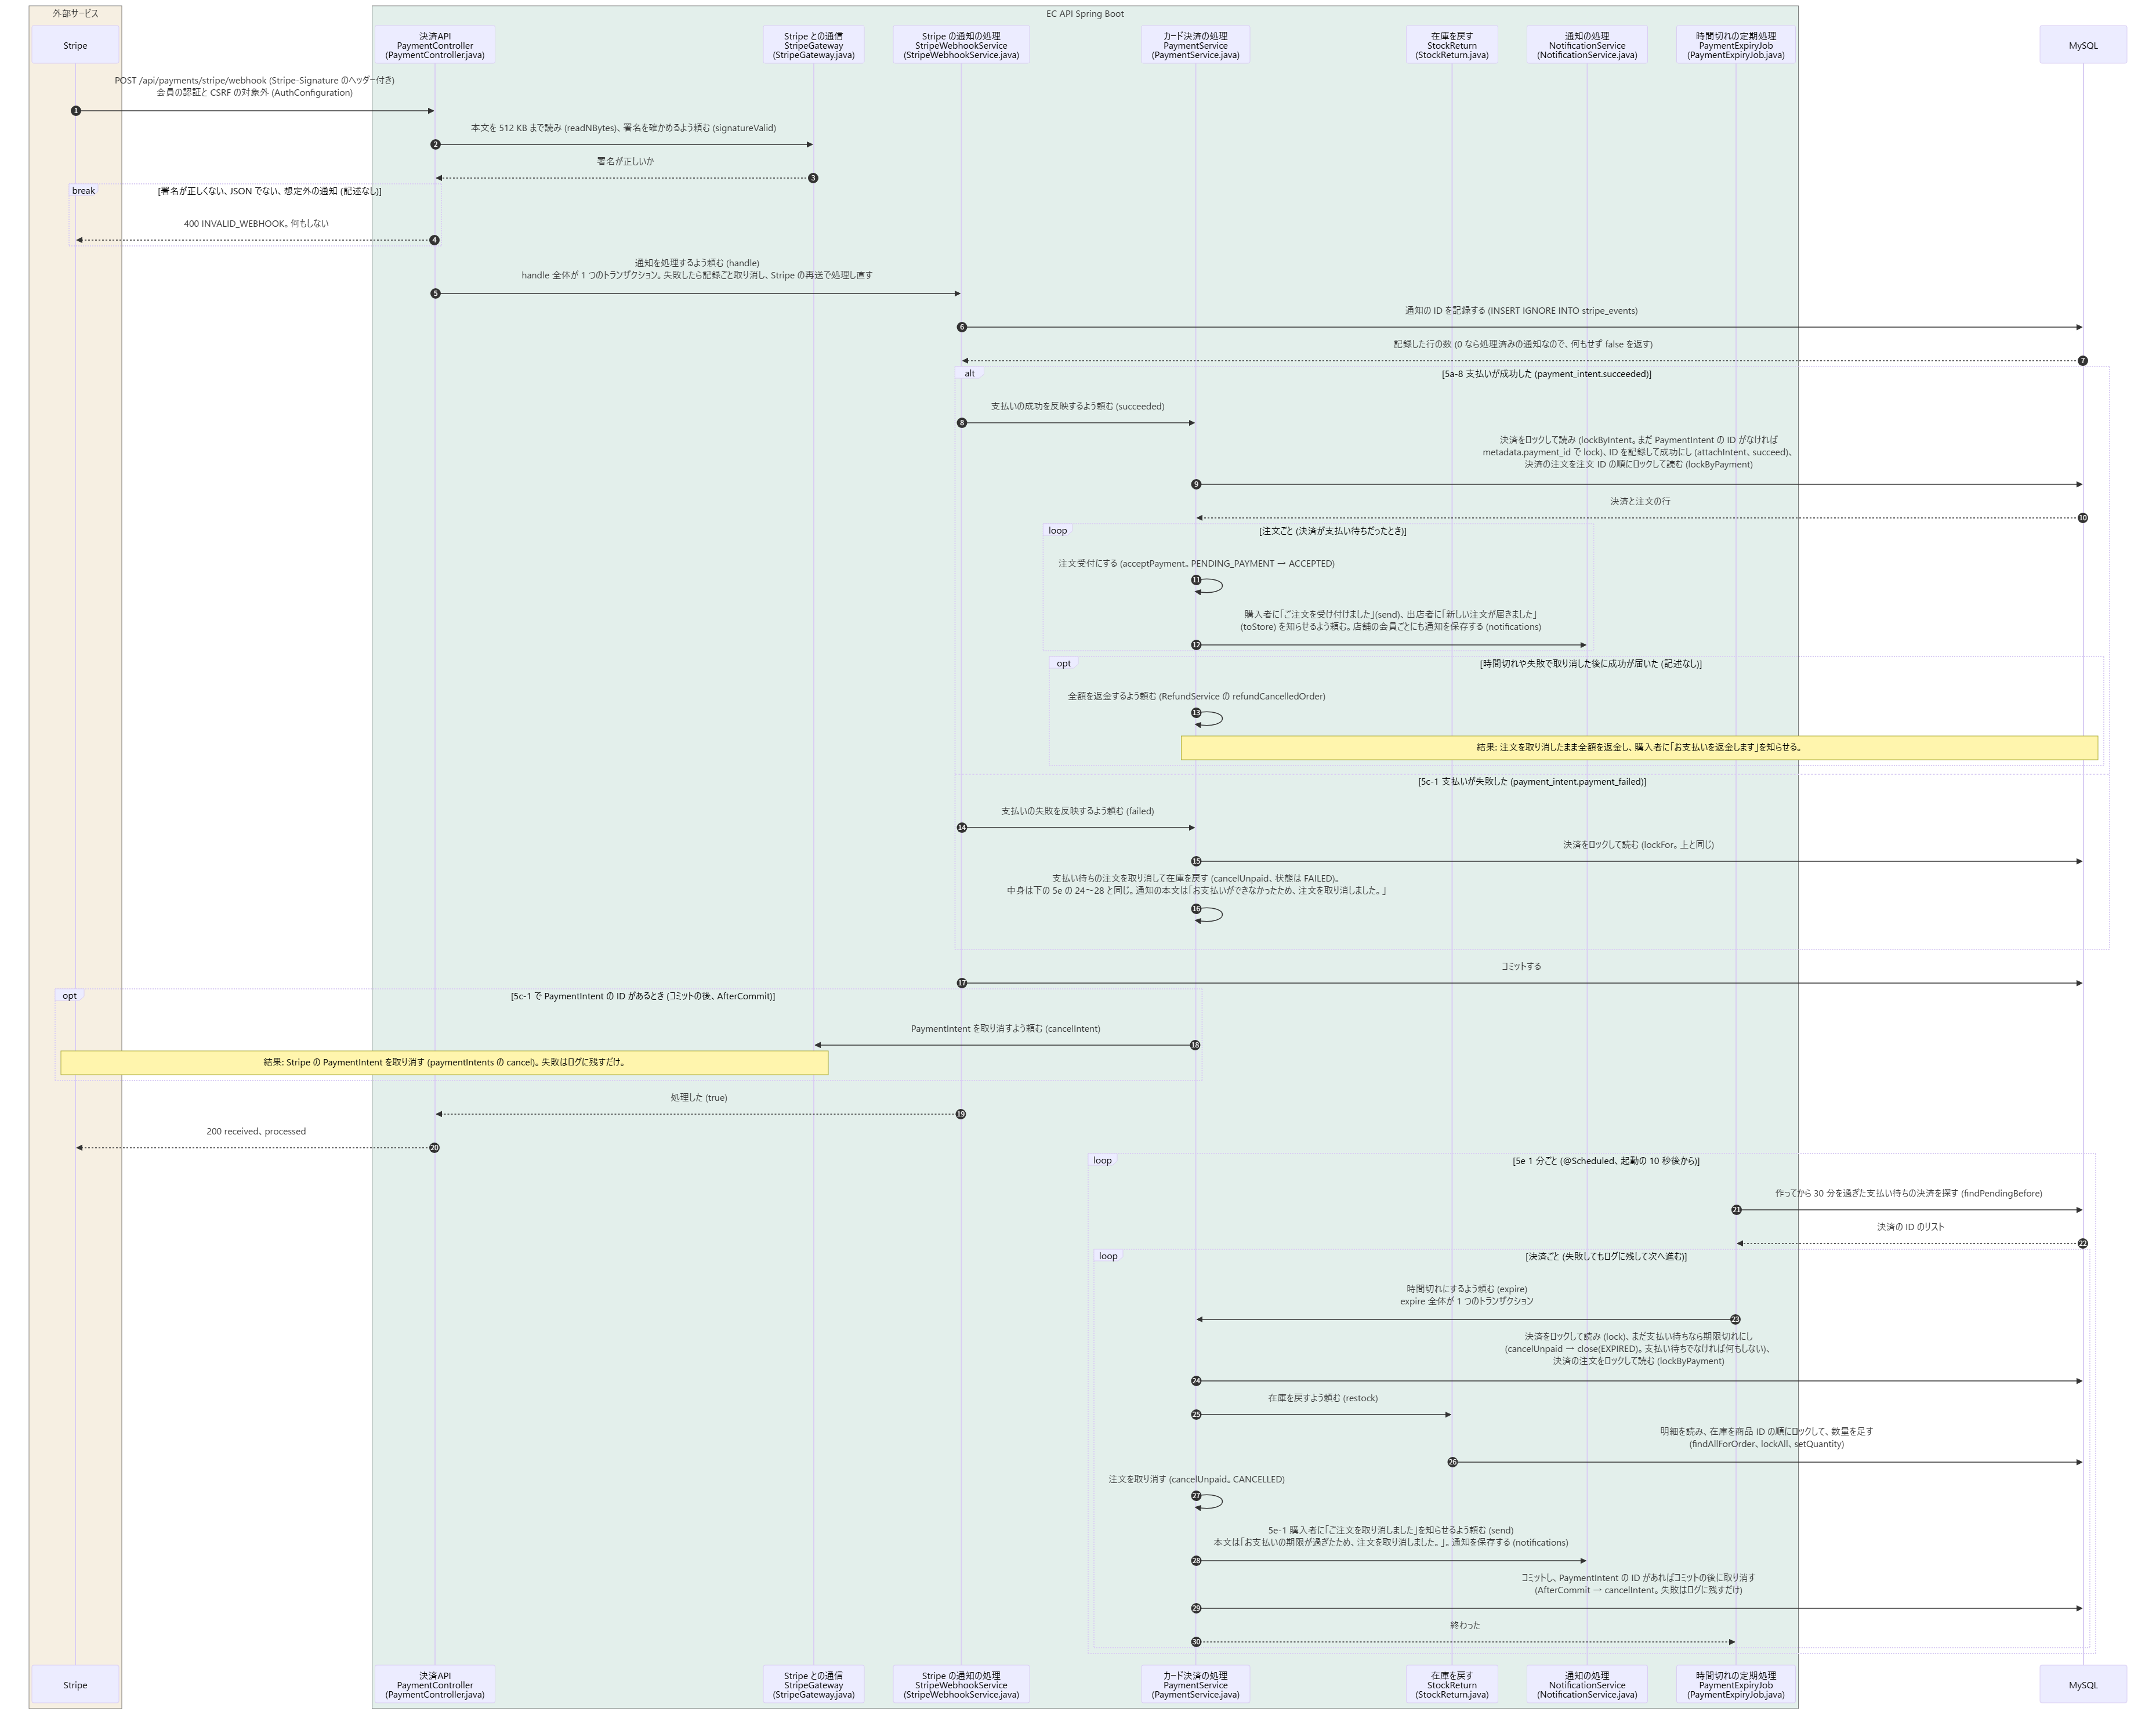 外部サービス
EC API Spring Boot
Stripe
決済API
PaymentController
(PaymentController.java)
Stripe との通信
StripeGateway
(StripeGateway.java)
Stripe の通知の処理
StripeWebhookService
(StripeWebhookService.java)
カード決済の処理
PaymentService
(PaymentService.java)
在庫を戻す
StockReturn
(StockReturn.java)
通知の処理
NotificationService
(NotificationService.java)
時間切れの定期処理
PaymentExpiryJob
(PaymentExpiryJob.java)
MySQL
POST /api/payments/stripe/webhook (Stripe-Signature のヘッダー付き)
会員の認証と CSRF の対象外 (AuthConfiguration)
1
本文を 512 KB まで読み (readNBytes)、署名を確かめるよう頼む (signatureValid)
2
署名が正しいか
3
break
[署名が正しくない、JSON でない、想定外の通知 (記述なし)]
400 INVALID_WEBHOOK。何もしない
4
通知を処理するよう頼む (handle)
handle 全体が 1 つのトランザクション。失敗したら記録ごと取り消し、Stripe の再送で処理し直す
5
通知の ID を記録する (INSERT IGNORE INTO stripe_events)
6
記録した行の数 (0 なら処理済みの通知なので、何もせず false を返す)
7
alt
[5a-8 支払いが成功した (payment_intent.succeeded)]
支払いの成功を反映するよう頼む (succeeded)
8
決済をロックして読み (lockByIntent。まだ PaymentIntent の ID がなければ
metadata.payment_id で lock)、ID を記録して成功にし (attachIntent、succeed)、
決済の注文を注文 ID の順にロックして読む (lockByPayment)
9
決済と注文の行
10
loop
[注文ごと (決済が支払い待ちだったとき)]
注文受付にする (acceptPayment。PENDING_PAYMENT → ACCEPTED)
11
購入者に「ご注文を受け付けました」(send)、出店者に「新しい注文が届きました」
(toStore) を知らせるよう頼む。店舗の会員ごとにも通知を保存する (notifications)
12
opt
[時間切れや失敗で取り消した後に成功が届いた (記述なし)]
全額を返金するよう頼む (RefundService の refundCancelledOrder)
13
結果: 注文を取り消したまま全額を返金し、購入者に「お支払いを返金します」を知らせる。
[5c-1 支払いが失敗した (payment_intent.payment_failed)]
支払いの失敗を反映するよう頼む (failed)
14
決済をロックして読む (lockFor。上と同じ)
15
支払い待ちの注文を取り消して在庫を戻す (cancelUnpaid、状態は FAILED)。
中身は下の 5e の 24～28 と同じ。通知の本文は「お支払いができなかったため、注文を取り消しました。」
16
コミットする
17
opt
[5c-1 で PaymentIntent の ID があるとき (コミットの後、AfterCommit)]
PaymentIntent を取り消すよう頼む (cancelIntent)
18
結果: Stripe の PaymentIntent を取り消す (paymentIntents の cancel)。失敗はログに残すだけ。
処理した (true)
19
200 received、processed
20
loop
[5e 1 分ごと (@Scheduled、起動の 10 秒後から)]
作ってから 30 分を過ぎた支払い待ちの決済を探す (findPendingBefore)
21
決済の ID のリスト
22
loop
[決済ごと (失敗してもログに残して次へ進む)]
時間切れにするよう頼む (expire)
expire 全体が 1 つのトランザクション
23
決済をロックして読み (lock)、まだ支払い待ちなら期限切れにし
(cancelUnpaid → close(EXPIRED)。支払い待ちでなければ何もしない)、
決済の注文をロックして読む (lockByPayment)
24
在庫を戻すよう頼む (restock)
25
明細を読み、在庫を商品 ID の順にロックして、数量を足す
(findAllForOrder、lockAll、setQuantity)
26
注文を取り消す (cancelUnpaid。CANCELLED)
27
5e-1 購入者に「ご注文を取り消しました」を知らせるよう頼む (send)
本文は「お支払いの期限が過ぎたため、注文を取り消しました。」。通知を保存する (notifications)
28
コミットし、PaymentIntent の ID があればコミットの後に取り消す
(AfterCommit → cancelIntent。失敗はログに残すだけ)
29
終わった
30
Stripe
決済API
PaymentController
(PaymentController.java)
Stripe との通信
StripeGateway
(StripeGateway.java)
Stripe の通知の処理
StripeWebhookService
(StripeWebhookService.java)
カード決済の処理
PaymentService
(PaymentService.java)
在庫を戻す
StockReturn
(StockReturn.java)
通知の処理
NotificationService
(NotificationService.java)
時間切れの定期処理
PaymentExpiryJob
(PaymentExpiryJob.java)
MySQL